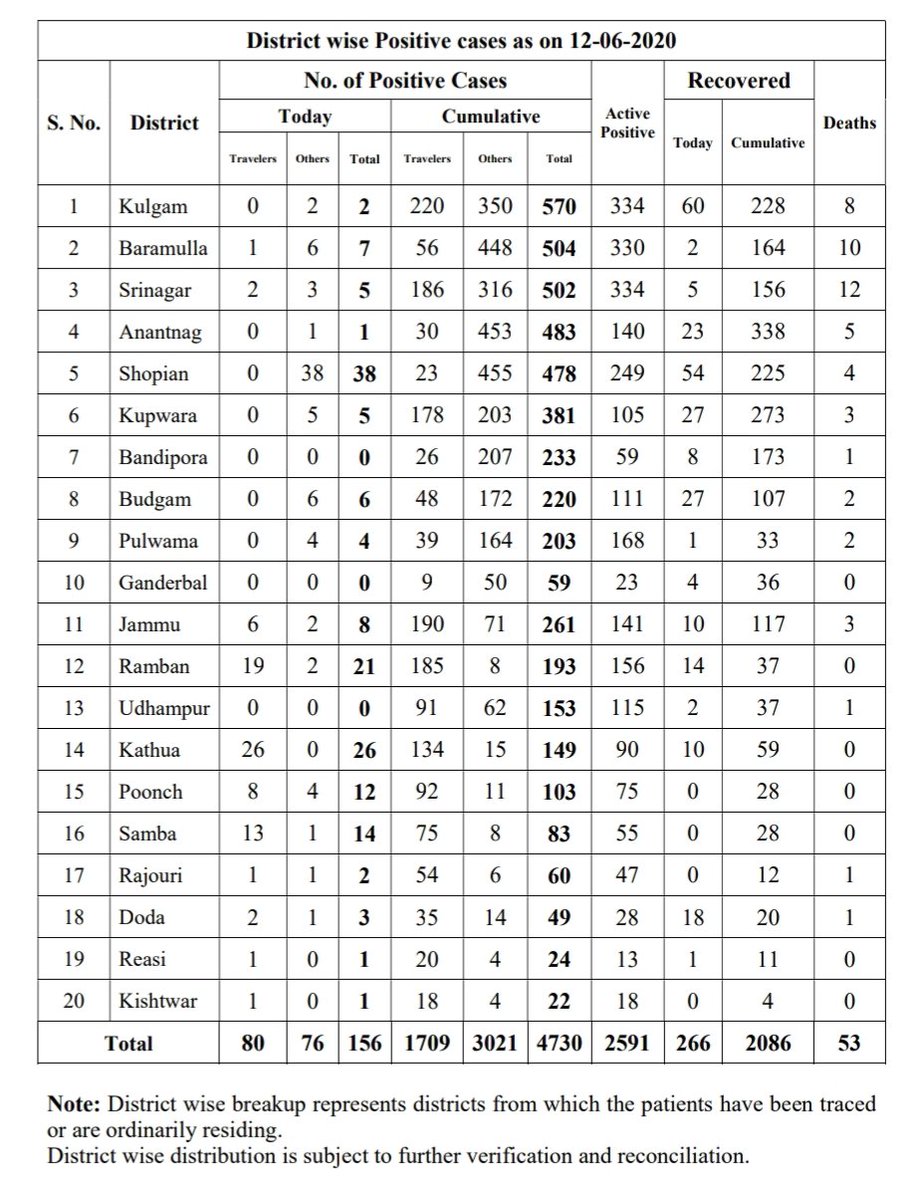 District wise Positive cases as on 12-06-2020
S. No. District No. of Positive Cases Active Positive Recovered Deaths
Today Cumulative Today Cumulative
Travelers Others Total Travelers Others Total
1 Kulgam 0 2 2 220 350 570 334 60 228 8
2 Baramulla 1 6 7 56 448 504 330 2 164 10
3 Srinagar 2 3 5 186 316 502 334 5 156 12
4 Anantnag 0 1 1 30 453 483 140 23 338 5
5 Shopian 0 38 38 23 455 478 249 54 225 4
6 Kupwara 0 5 5 178 203 381 105 27 273 3
7 Bandipora 0 0 0 26 207 233 59 8 173 1
8 Budgam 0 6 6 48 172 220 111 27 107 2
9 Pulwama 0 4 4 39 164 203 168 1 33 2
10 Ganderbal 0 0 0 9 50 59 23 4 36 0
11 Jammu 6 2 8 190 71 261 141 10 117 3
12 Ramban 19 2 21 185 8 193 156 14 37 0
13 Udhampur 0 0 0 91 62 153 115 2 37 1
14 Kathua 26 0 26 134 15 149 90 10 59 0
15 Poonch 8 4 12 92 11 103 75 0 28 0
16 Samba 13 1 14 75 8 83 55 0 28 0
17 Rajouri 1 1 2 54 6 60 47 0 12 1
18 Doda 2 1 3 35 14 49 28 18 20 1
19 Reasi 1 0 1 20 4 24 13 1 11 0
20 Kishtwar 1 0 1 18 4 22 18 0 4 0
Total 80 76 156 1709 3021 4730 2591 266 2086 53
Note: District wise breakup represents districts from which the patients have been traced
or are ordinarily residing.
District wise distribution is subject to further verification and reconciliation.